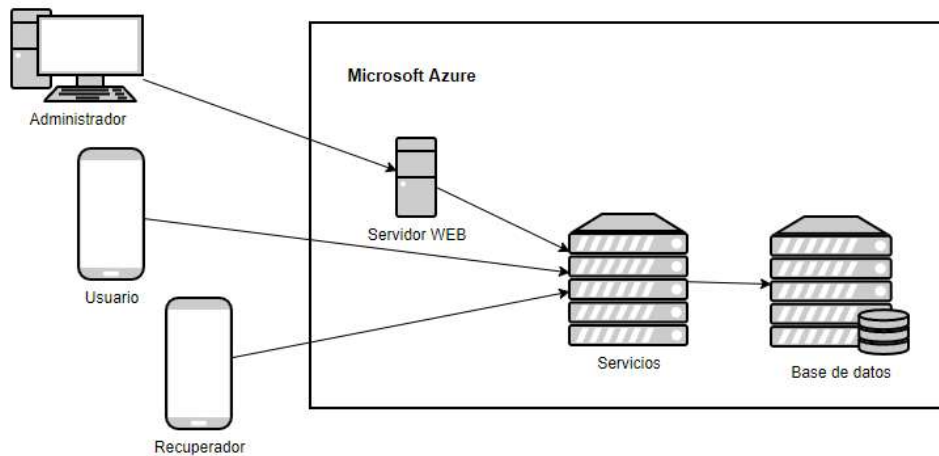 Microsoft Azure
Administrador
Servidor WEB
Usuario
Servicios
Base de datos
Recuperador